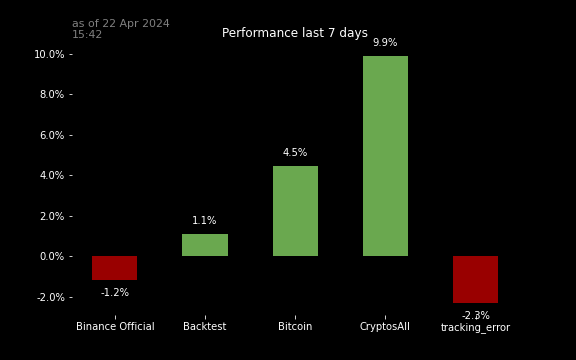 as of 22 Apr 2024
15:42
Performance last 7 days
10.0%
8.0%
6.0%
4.0%
2.0%
0.0%
-2.0%
-1.2%
1.1%
4.5%
9.9%
-2.3%
Binance Official
Backtest
Bitcoin
CryptosAll
tracking_error